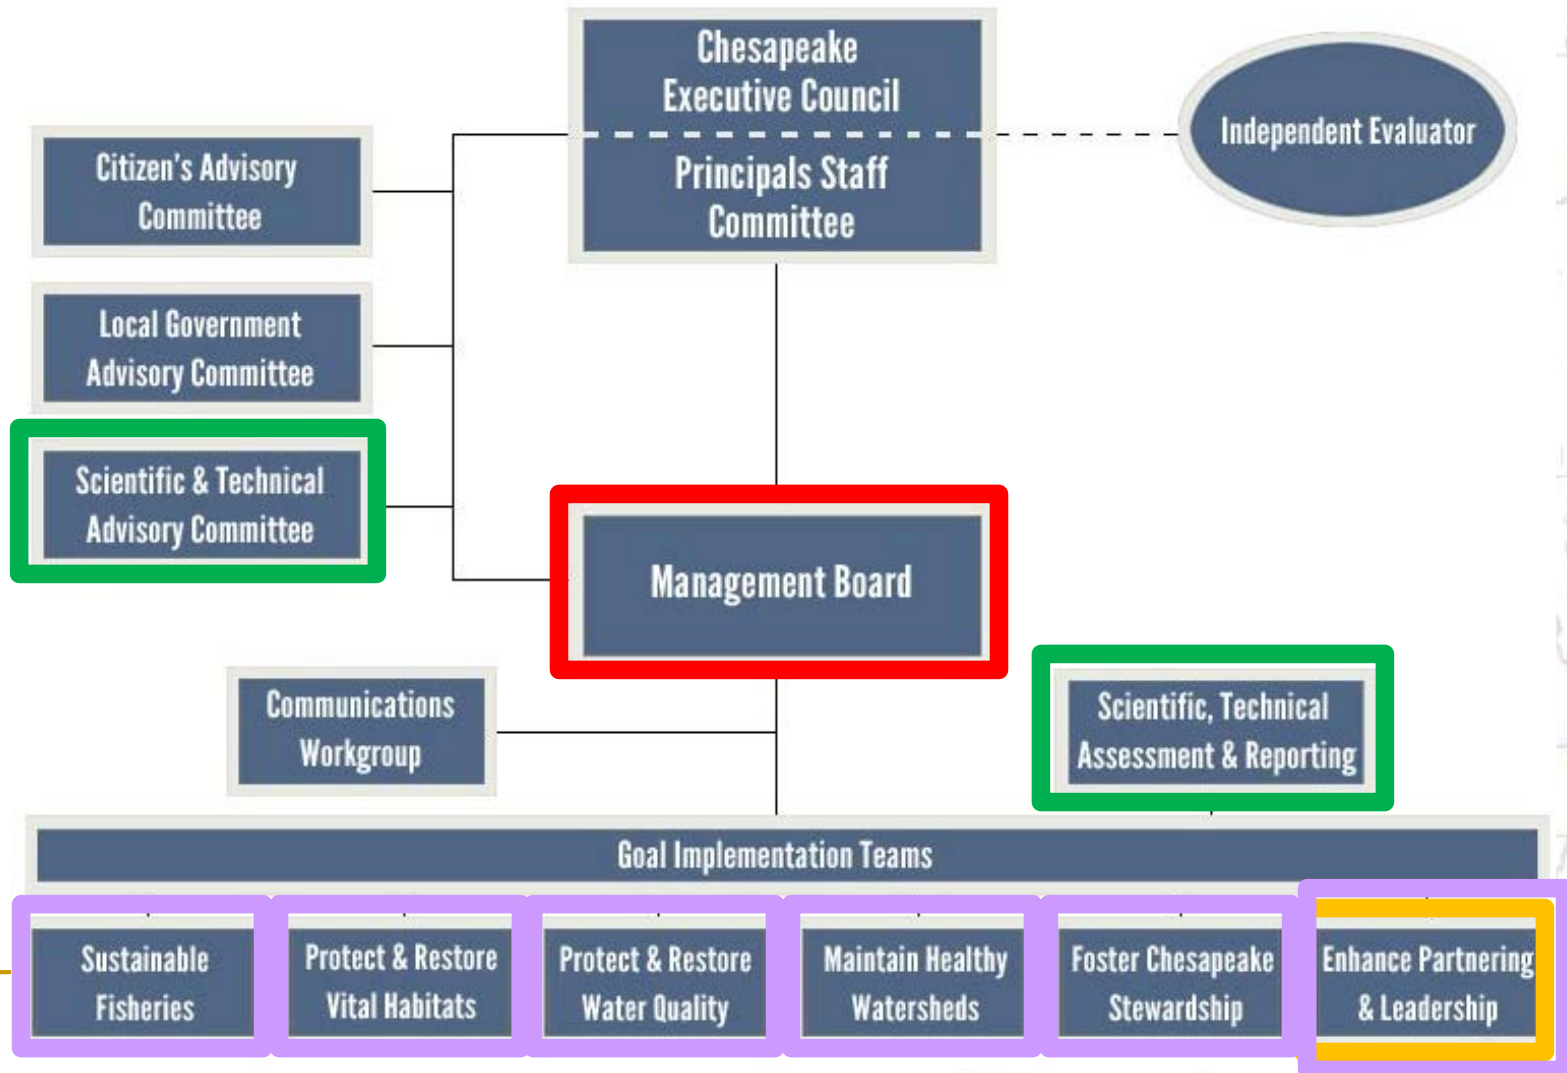 Chesapeake
Executive Council
Principals Staff
Committee
Independent Evaluator
Citizen's Advisory
Committee
Local Government
Advisory Committee
Scientific & Technical
Advisory Committee
Management Board
Communications
Workgroup
Scientific, Technical
Assessment & Reporting
Goal Implementation Teams
Sustainable
Fisheries
Protect & Restore
Vital Habitats
Protect & Restore
Water Quality
Maintain Healthy
Watersheds
Foster Chesapeake
Stewardship
Enhance Partnering
& Leadership